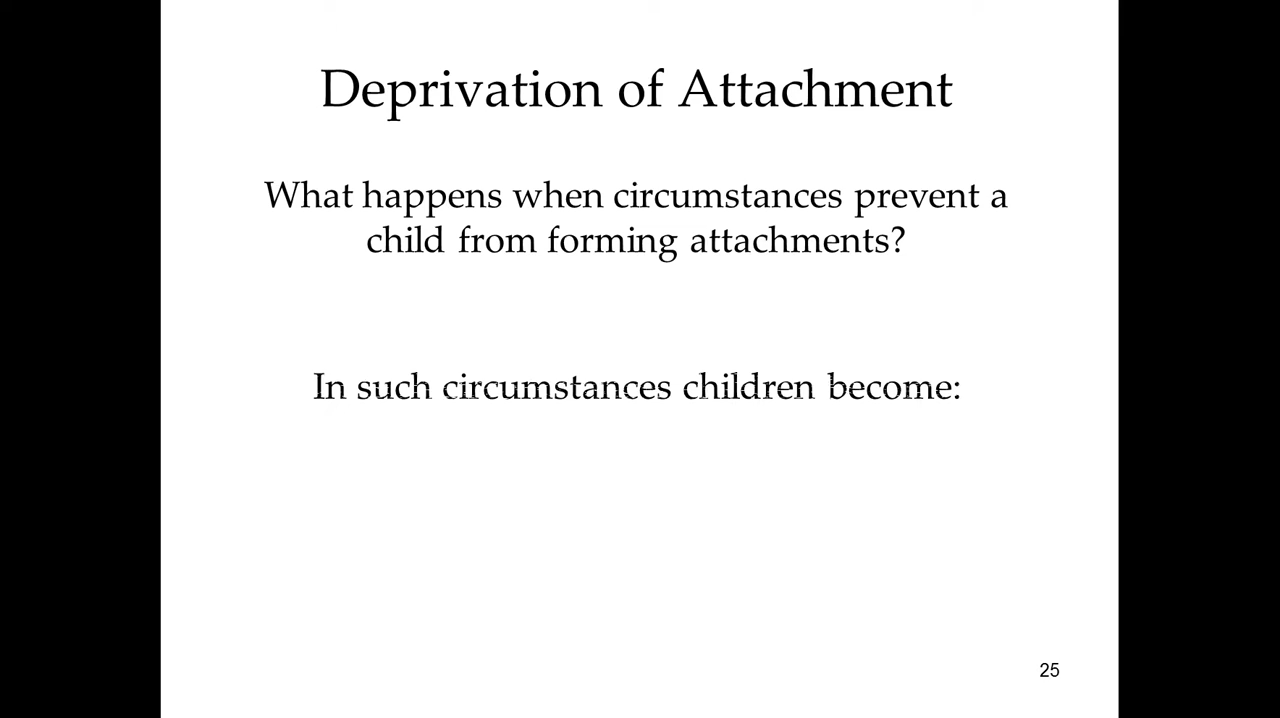 Deprivation of Attachment
What happens when circumstances prevent a
child from forming attachments?
In such circumstances children become:
25